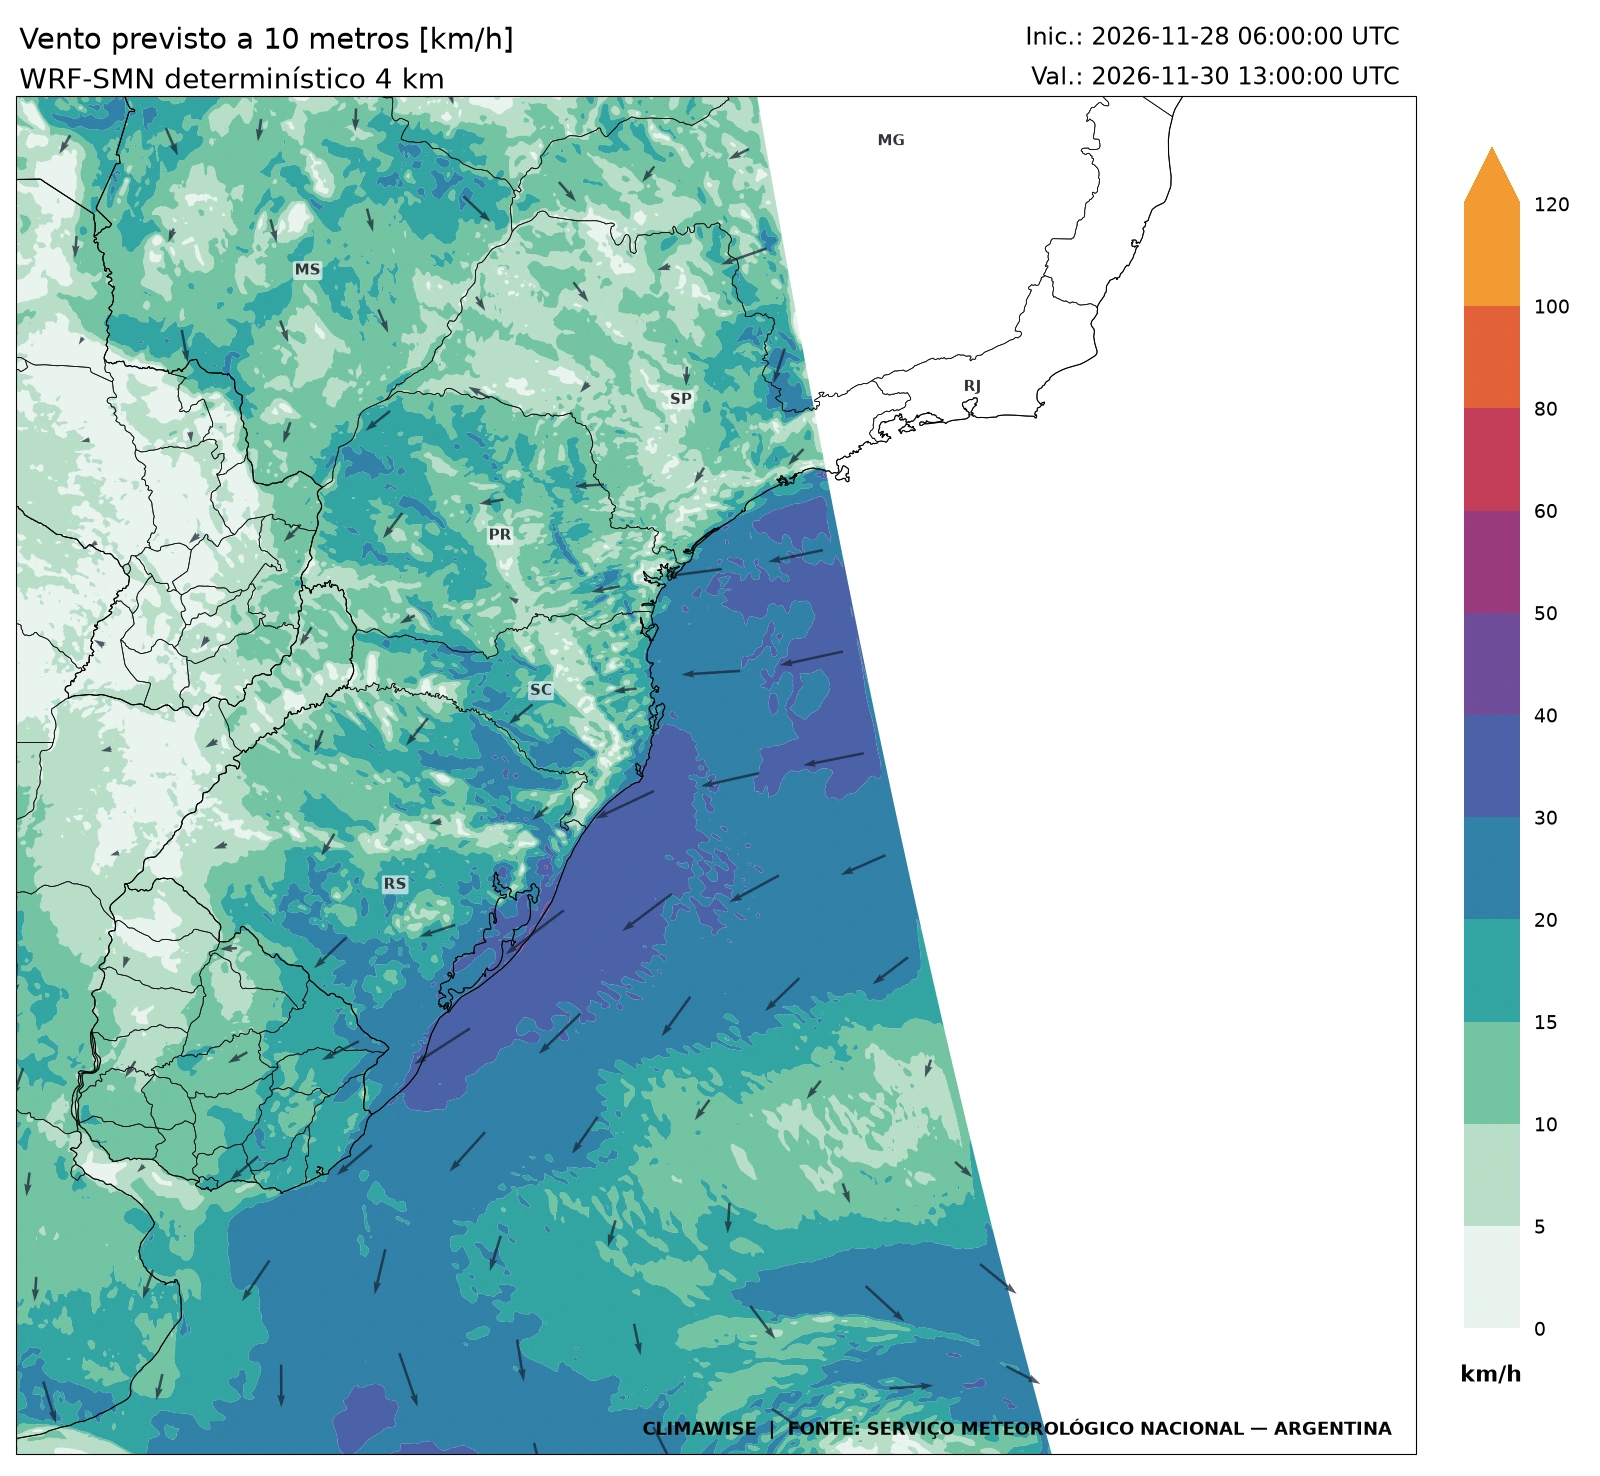 Vento previsto a 10 metros [km/h]
WRF-SMN determinístico 4 km
Inic.: 2026-11-28 06:00:00 UTC
Val.: 2026-11-30 13:00:00 UTC
MG
MS
RJ
SP
PR
SC
RS
120
100
80
60
50
40
30
20
15
10
5
0
km/h
CLIMAWISE | FONTE: SERVIÇO METEOROLÓGICO NACIONAL — ARGENTINA